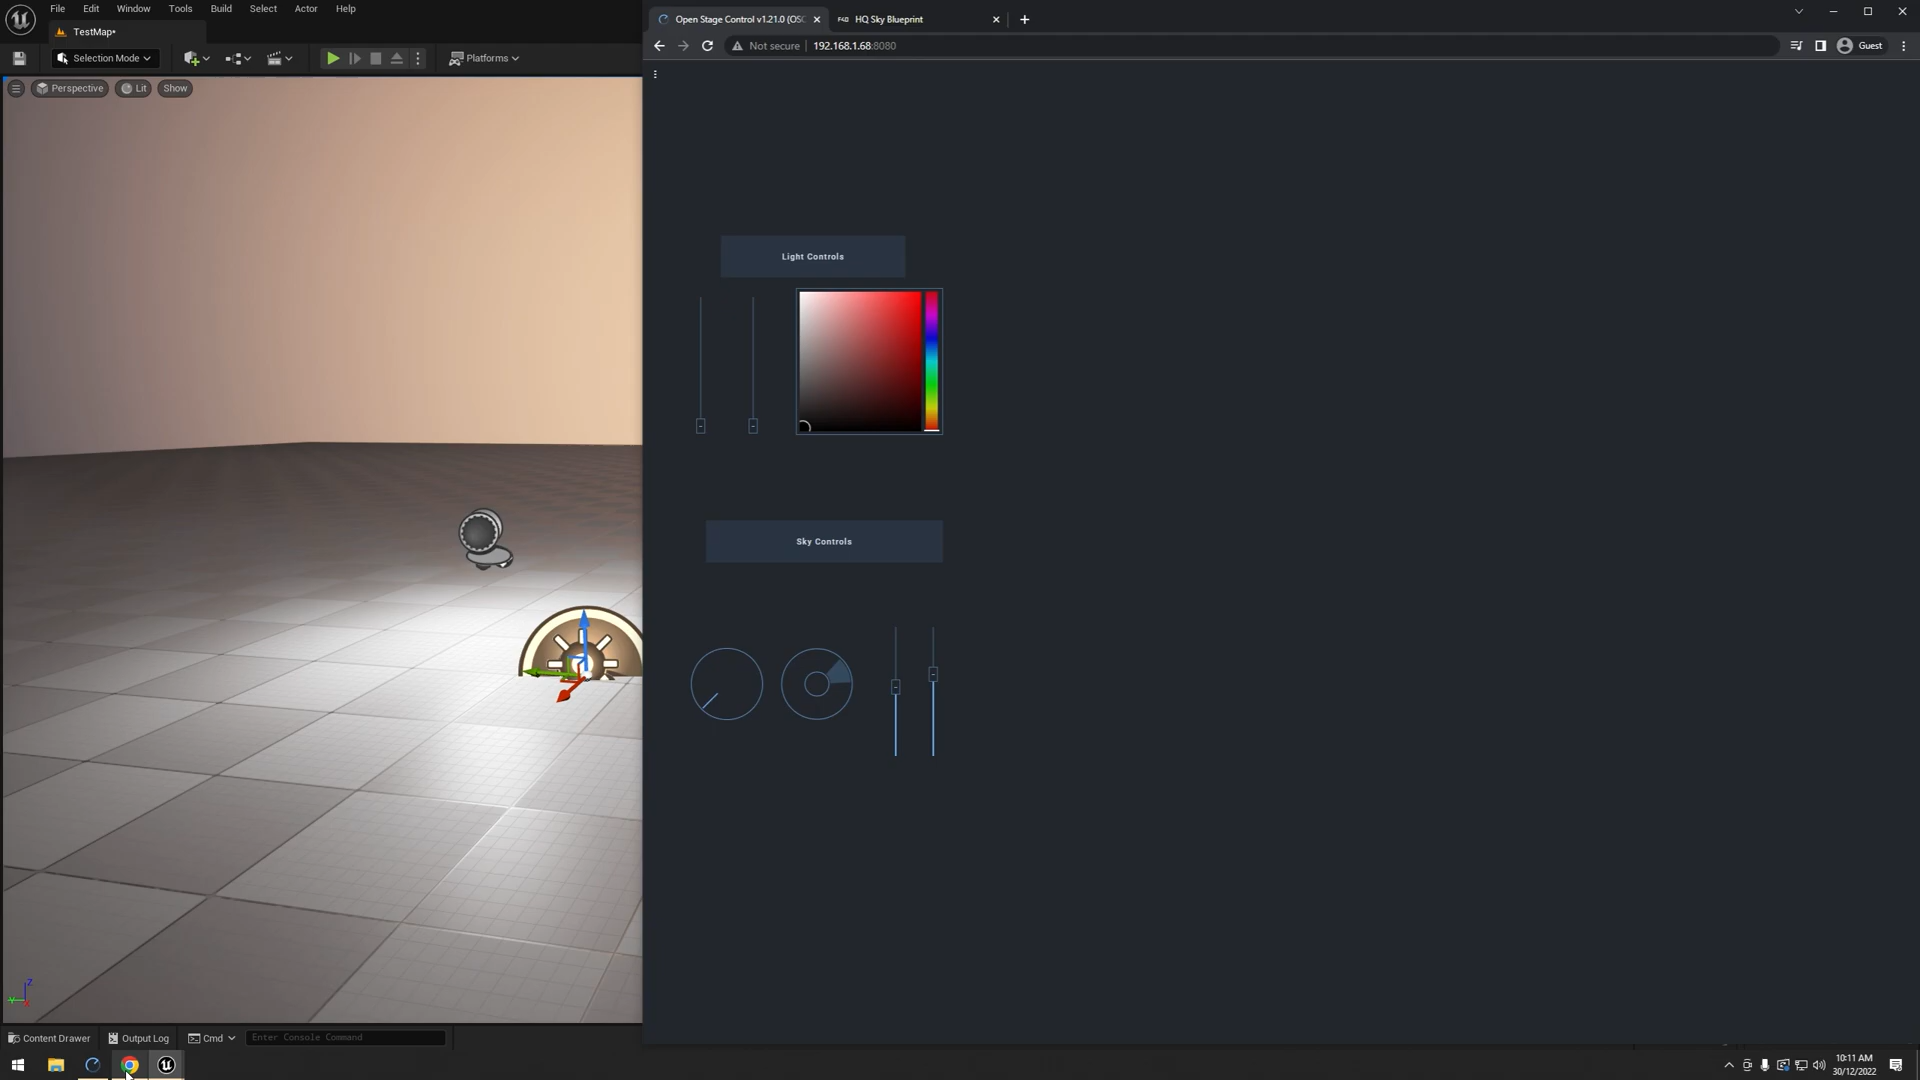 File Edit Window Tools Build Select Actor Help
TestMap*
Selection Mode
Platforms
Perspective
Lit
Show
Open Stage Control v1.21.0 (OSC
HQ Sky Blueprint
Not secure
192.168.1.68:8080
Guest
Light Controls
Sky Controls
Content Drawer
Output Log
Cmd
Enter Console Command
10:11 AM
30/12/2022